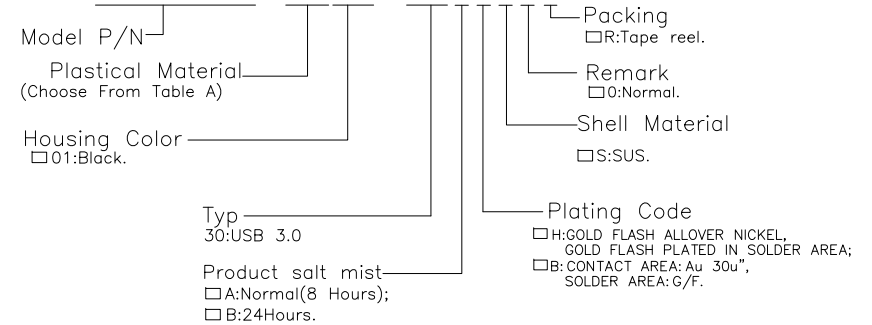 Model P/N
Plastical Material
(Choose From Table A)
Housing Color
□01:Black.
Typ
30:USB 3.0
Product salt mist
□A:Normal(8 Hours);
□B:24Hours.
Packing
□R:Tape reel.
Remark
□0:Normal.
Shell Material
□S:SUS.
Plating Code
□H:GOLD FLASH ALLOVER NICKEL,
GOLD FLASH PLATED IN SOLDER AREA;
□B:CONTACT AREA:Au 30u",
SOLDER AREA:G/F.